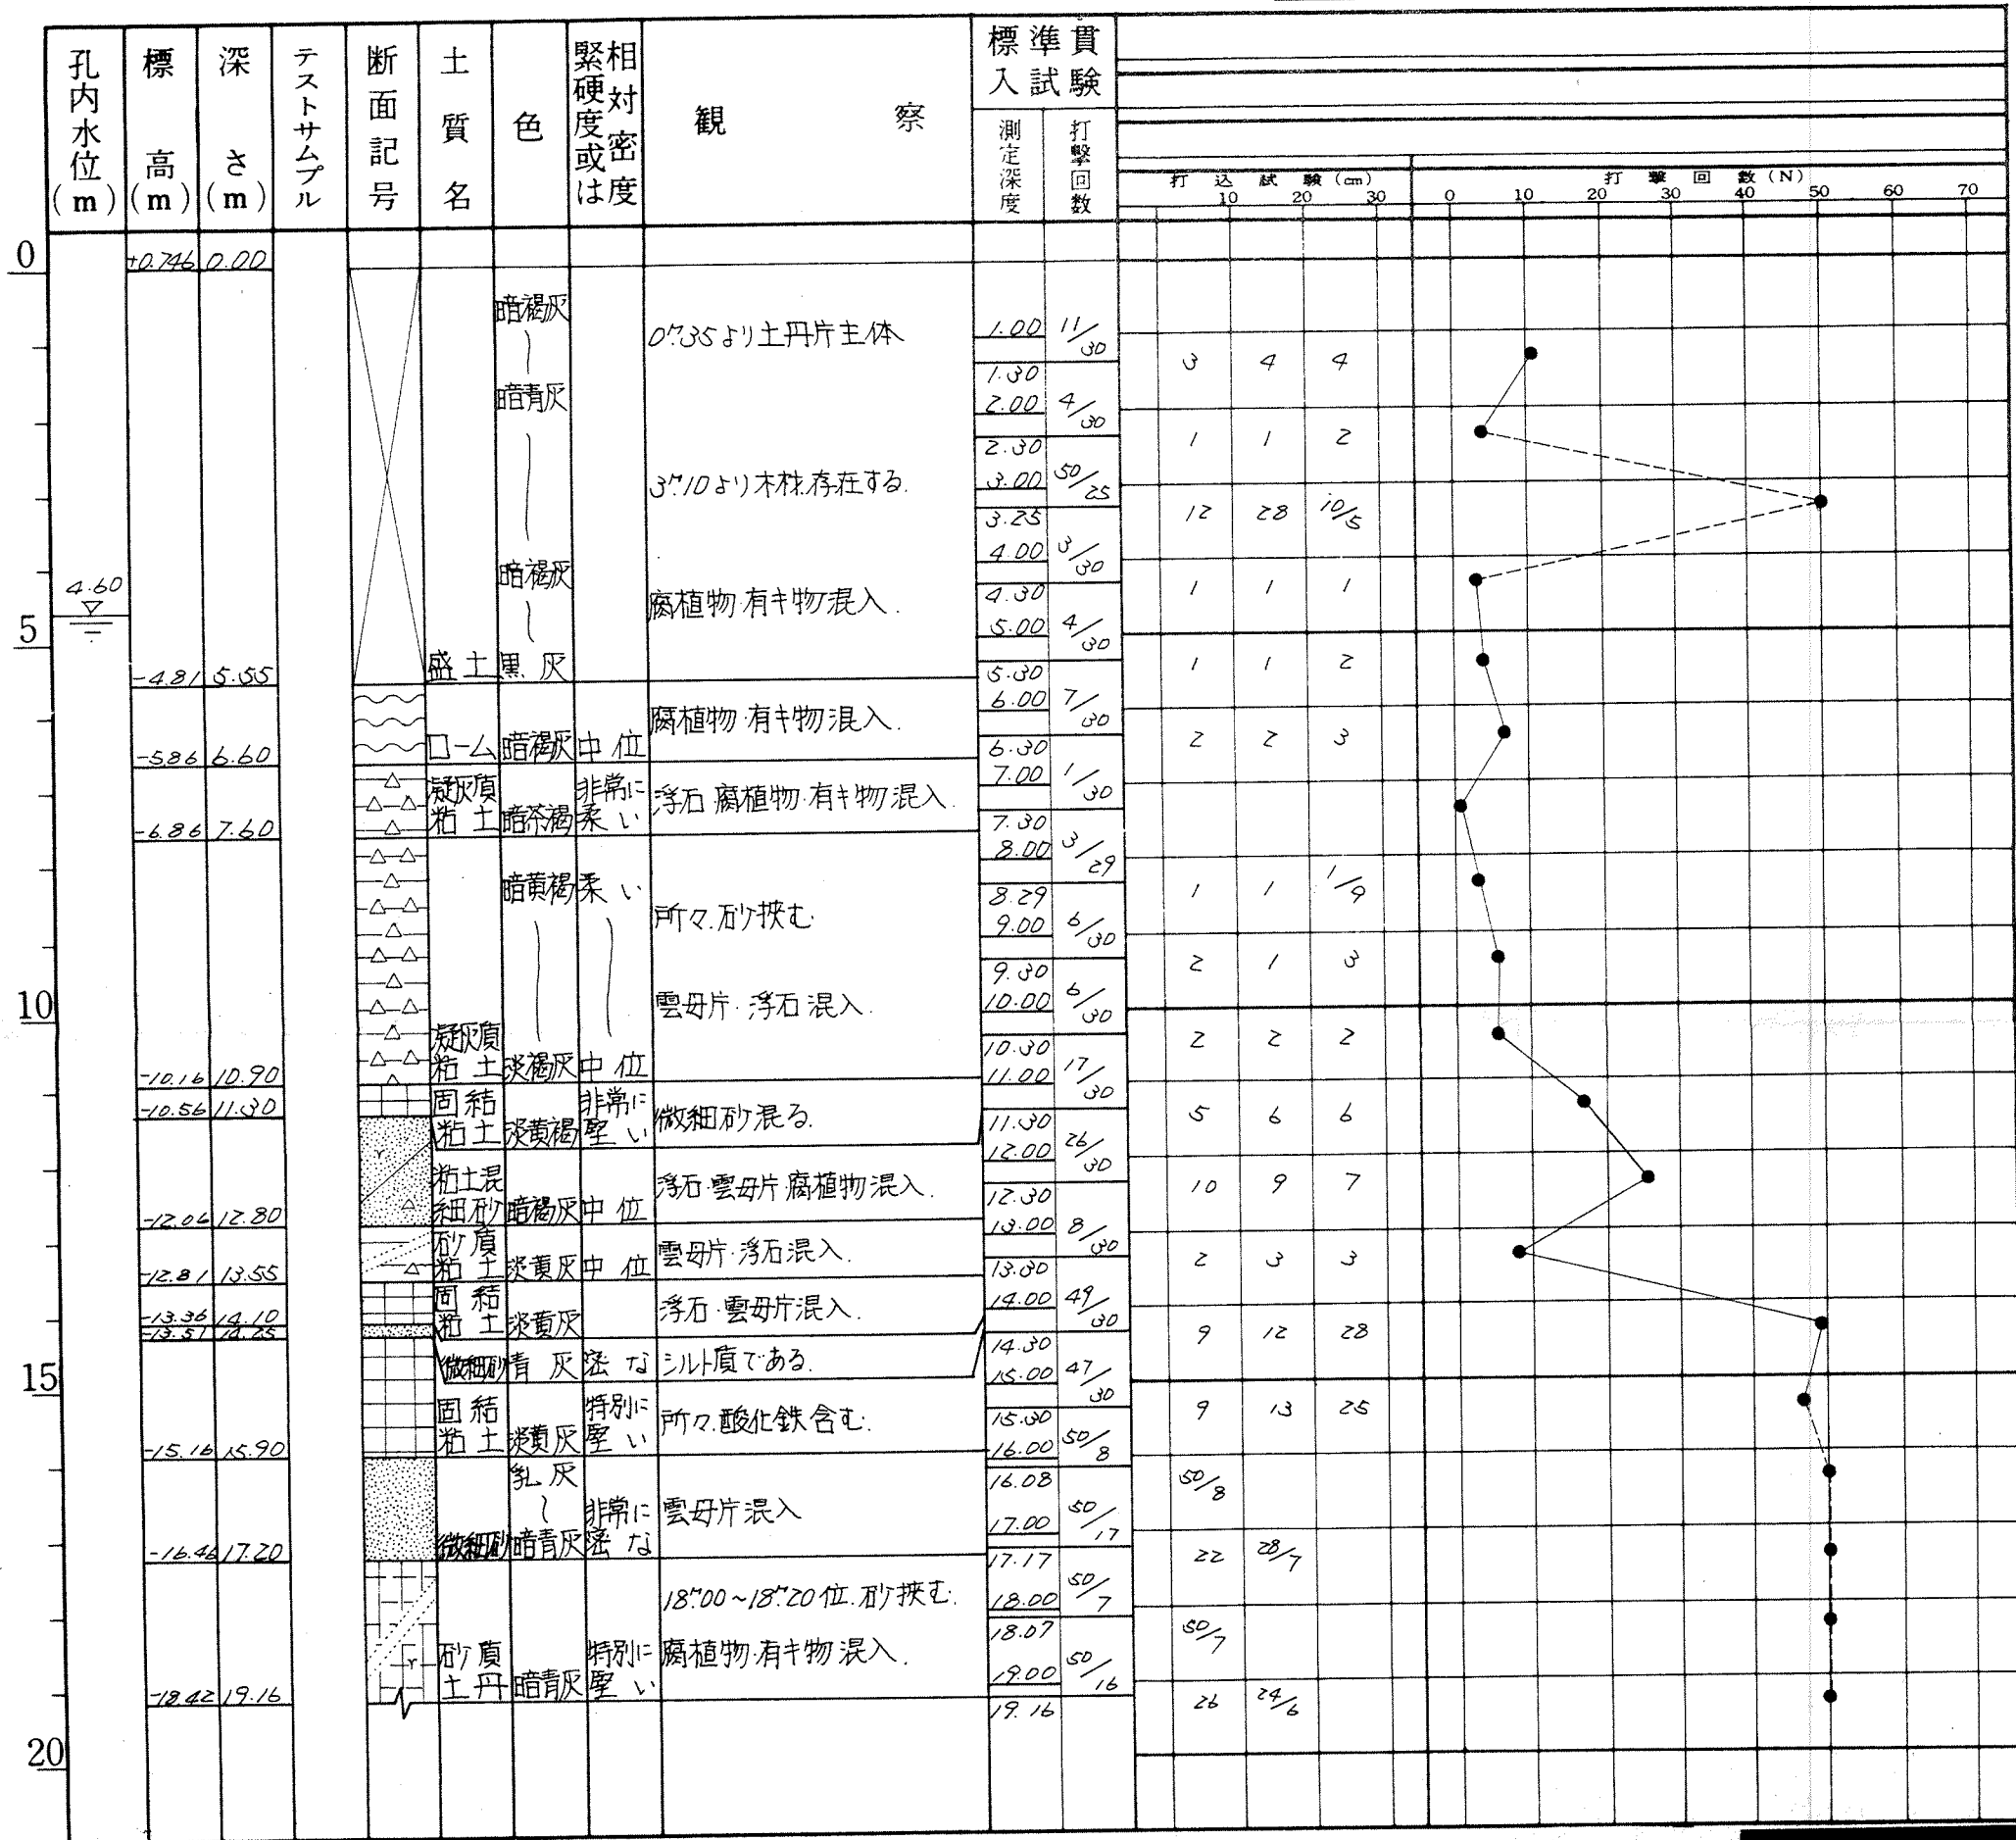 孔内水位(m) 標高(m) 深さ(m) テストサムプル 断面記号 土質名 色 相対密度或は緊硬度 観察 標準貫入試験
測定深度 打撃回数
打込試験(cm) 打撃回数(N)
10 20 30 0 10 20 30 40 50 60 70
0
+0.746 0.00
暗褐灰 0m35より土丹片主体 1.00 11/30
〜
暗青灰 1.30 3 4 4
2.00 4/30
〜 2.30 1 1 2
3m10より木株存在する. 3.00 50/25
3.25 12 28 10/5
4.00 3/30
暗褐灰
4.60 腐植物・有キ物混入. 4.30 1 1 1
5 〜 5.00 4/30
-4.81 5.55 盛土 黒灰 5.30 1 1 2
腐植物・有キ物混入. 6.00 7/30
-5.86 6.60 ローム 暗褐灰 中位 6.30 2 2 3
7.00 1/30
凝灰質粘土 暗茶褐 非常に柔い 浮石 腐植物・有キ物混入.
-6.86 7.60 7.30
8.00 3/29
暗黄褐 柔い 8.29 1 1 1/9
所々.砂挟む. 9.00 6/30
〜 〜 9.30 2 1 3
10 雲母片・浮石混入. 10.00 6/30
凝灰質粘土 淡褐灰 中位 10.30 2 2 2
-10.16 10.90 11.00 17/30
-10.56 11.30 固結粘土 淡黄褐 非常に堅い 微細砂混る. 11.30 5 6 6
12.00 26/30
粘土混細砂 暗褐灰 中位 浮石・雲母片 腐植物混入. 12.30 10 9 7
-12.06 12.80 13.00 8/30
砂質粘土 淡黄灰 中位 雲母片・浮石混入. 13.30 2 3 3
-12.81 13.55
固結粘土 淡黄灰 浮石・雲母片混入. 14.00 49/30
-13.36 14.10
-13.51 14.25 14.30 9 12 28
微細砂 青灰 密な シルト質である. 15.00 47/30
15
固結粘土 淡黄灰 特別に堅い 所々.酸化鉄含む. 15.30 9 13 25
-15.16 15.90 16.00 50/8
乳灰 16.08 50/8
〜 雲母片混入 17.00 50/17
-16.46 17.20 微細砂 暗青灰 非常に密な 17.17 22 28/7
18m00~18m20位.砂挟む. 18.00 50/7
18.07 50/7
砂質土丹 暗青灰 特別に堅い 腐植物・有キ物混入. 19.00 50/16
-18.42 19.16 19.16 26 24/6
20